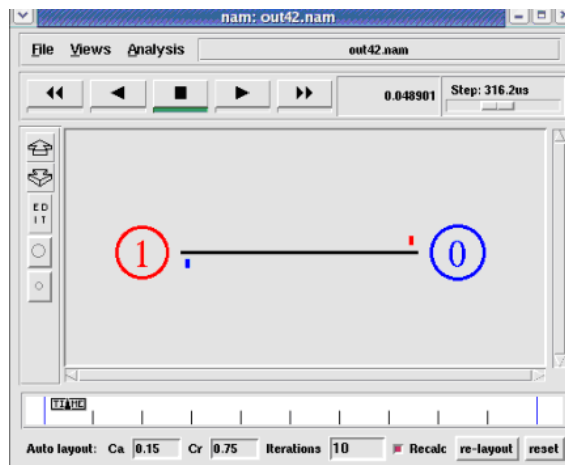 nam: out42.nam
File Views Analysis out42.nam
0.048901 Step: 316.2us
ED
IT
1 0
TIME
Auto layout: Ca 0.15 Cr 0.75 Iterations 10 Recalc re-layout reset